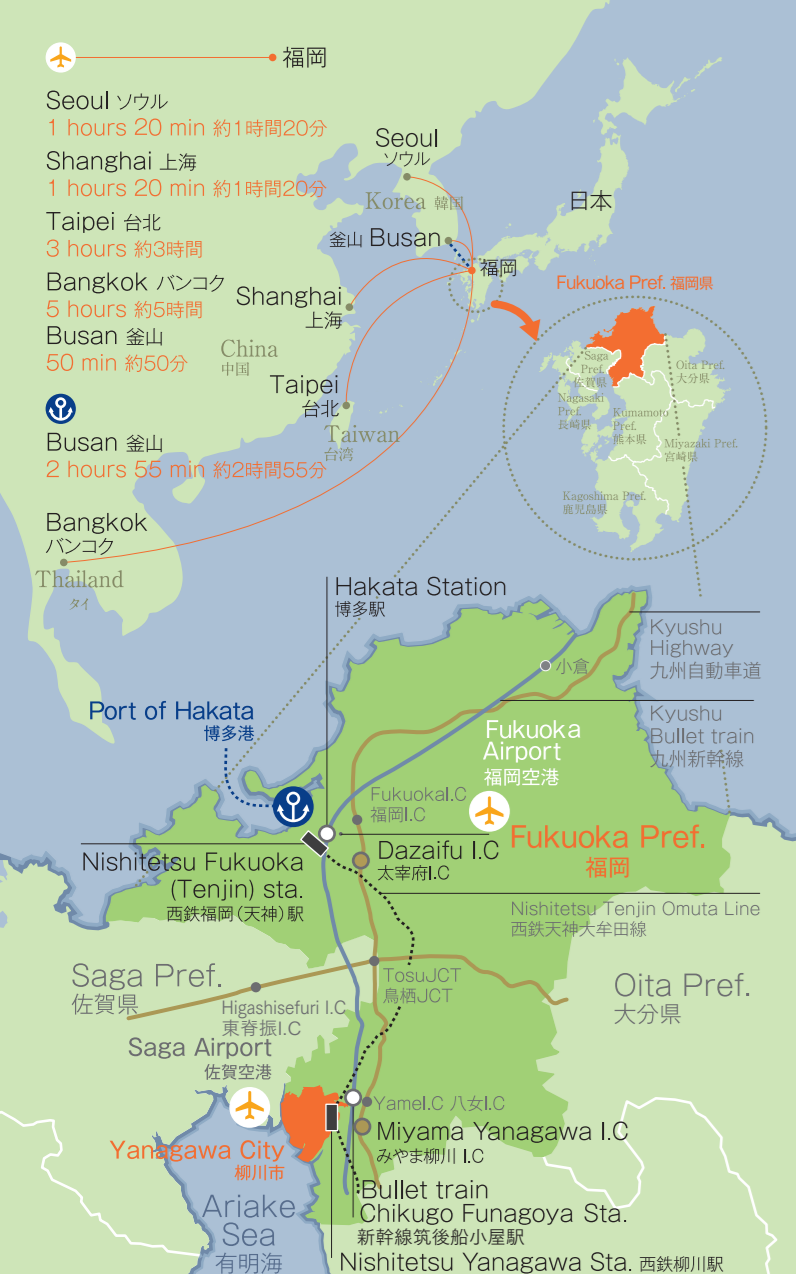 福岡
Seoul ソウル
1 hours 20 min 約1時間20分
Shanghai 上海
1 hours 20 min 約1時間20分
Taipei 台北
3 hours 約3時間
Bangkok バンコク
5 hours 約5時間
Busan 釜山
50 min 約50分
Busan 釜山
2 hours 55 min 約2時間55分
Seoul
ソウル
Korea 韓国
釜山 Busan
日本
福岡
Shanghai
上海
China
中国
Taipei
台北
Taiwan
台湾
Bangkok
バンコク
Thailand
タイ
Fukuoka Pref. 福岡県
Saga
Pref.
佐賀県
Oita Pref.
大分県
Nagasaki
Pref.
長崎県
Kumamoto
Pref.
熊本県
Miyazaki Pref.
宮崎県
Kagoshima Pref.
鹿児島県
Hakata Station
博多駅
Kyushu
Highway
九州自動車道
小倉
Port of Hakata
博多港
Kyushu
Bullet train
九州新幹線
Fukuoka
Airport
福岡空港
FukuokaI.C
福岡I.C
Fukuoka Pref.
福岡
Dazaifu I.C
太宰府I.C
Nishitetsu Fukuoka
(Tenjin) sta.
西鉄福岡(天神)駅
Nishitetsu Tenjin Omuta Line
西鉄天神大牟田線
Saga Pref.
佐賀県
TosuJCT
鳥栖JCT
Oita Pref.
大分県
Higashisefuri I.C
東脊振I.C
Saga Airport
佐賀空港
YameI.C 八女I.C
Miyama Yanagawa I.C
みやま柳川 I.C
Yanagawa City
柳川市
Bullet train
Chikugo Funagoya Sta.
新幹線筑後船小屋駅
Ariake
Sea
有明海
Nishitetsu Yanagawa Sta. 西鉄柳川駅